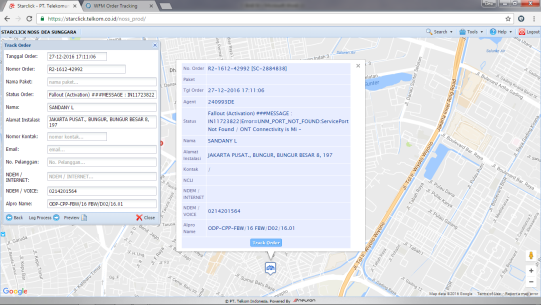 Starclick - PT. Telekom
WFM Order Tracking
https://starclick.telkom.co.id/noss_prod/
STARCLICK NOSS DEA SUNGGARA
Search
Tools
Help
Logout
Track Order
Tanggal Order: 27-12-2016 17:11:06
Nomor Order: R2-1612-42992
Nama Paket: nama paket...
Status Order: Fallout (Activation) ###MESSAGE : IN11723822
Nama: SANDANY L
Alamat Instalasi: JAKARTA PUSAT., BUNGUR, BUNGUR BESAR 8, 197
Nomor Kontak: nomor kontak...
Email: email...
No. Pelanggan: No. Pelanggan...
NDEM / INTERNET: NDEM / INTERNET...
NDEM / VOICE: 0214201564
Alpro Name: ODP-CPP-FBW/16 FBW/D02/16.01
Back
Log Process
Preview
Close
No. Order R2-1612-42992 [SC-2884838]
Paket
Tgl Order 27-12-2016 17:11:06
Agent 240993DE
Status Fallout (Activation) ###MESSAGE :
IN11723822|Error=UNM_PORT_NOT_FOUND:ServicePort
Not Found / ONT Connectivity is Nil -
Nama SANDANY L
Alamat Instalasi JAKARTA PUSAT., BUNGUR, BUNGUR BESAR 8, 197
Kontak /
NCLI
NDEM / INTERNET
NDEM / VOICE 0214201564
Alpro Name ODP-CPP-FBW/16 FBW/D02/16.01
Track Order
Google
Map data ©2016 Google
Terms of Use
Report a map error
© PT. Telkom Indonesia, Powered By